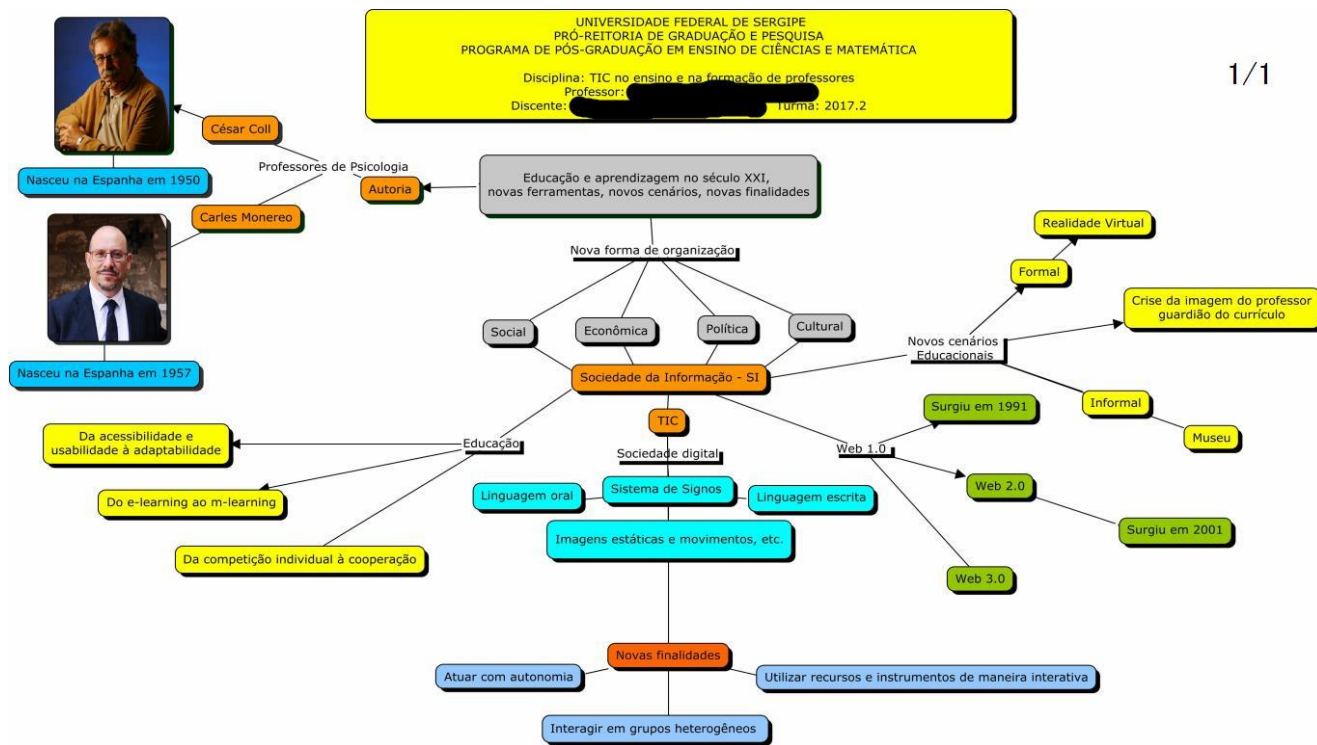 UNIVERSIDADE FEDERAL DE SERGIPE
PRÓ-REITORIA DE GRADUAÇÃO E PESQUISA
PROGRAMA DE PÓS-GRADUAÇÃO EM ENSINO DE CIÊNCIAS E MATEMÁTICA
Disciplina: TIC no ensino e na formação de professores
Professor:
Discente: Turma: 2017.2
1/1
César Coll
Nasceu na Espanha em 1950
Professores de Psicologia
Autoria
Carles Monereo
Nasceu na Espanha em 1957
Educação e aprendizagem no século XXI,
novas ferramentas, novos cenários, novas finalidades
Nova forma de organização
Social
Econômica
Política
Cultural
Sociedade da Informação - SI
Novos cenários
Educacionais
Formal
Realidade Virtual
Crise da imagem do professor
guardião do currículo
Informal
Museu
Educação
Da acessibilidade e
usabilidade à adaptabilidade
Do e-learning ao m-learning
Da competição individual à cooperação
TIC
Sociedade digital
Sistema de Signos
Linguagem oral
Linguagem escrita
Imagens estáticas e movimentos, etc.
Web 1.0
Surgiu em 1991
Web 2.0
Surgiu em 2001
Web 3.0
Novas finalidades
Atuar com autonomia
Utilizar recursos e instrumentos de maneira interativa
Interagir em grupos heterogêneos